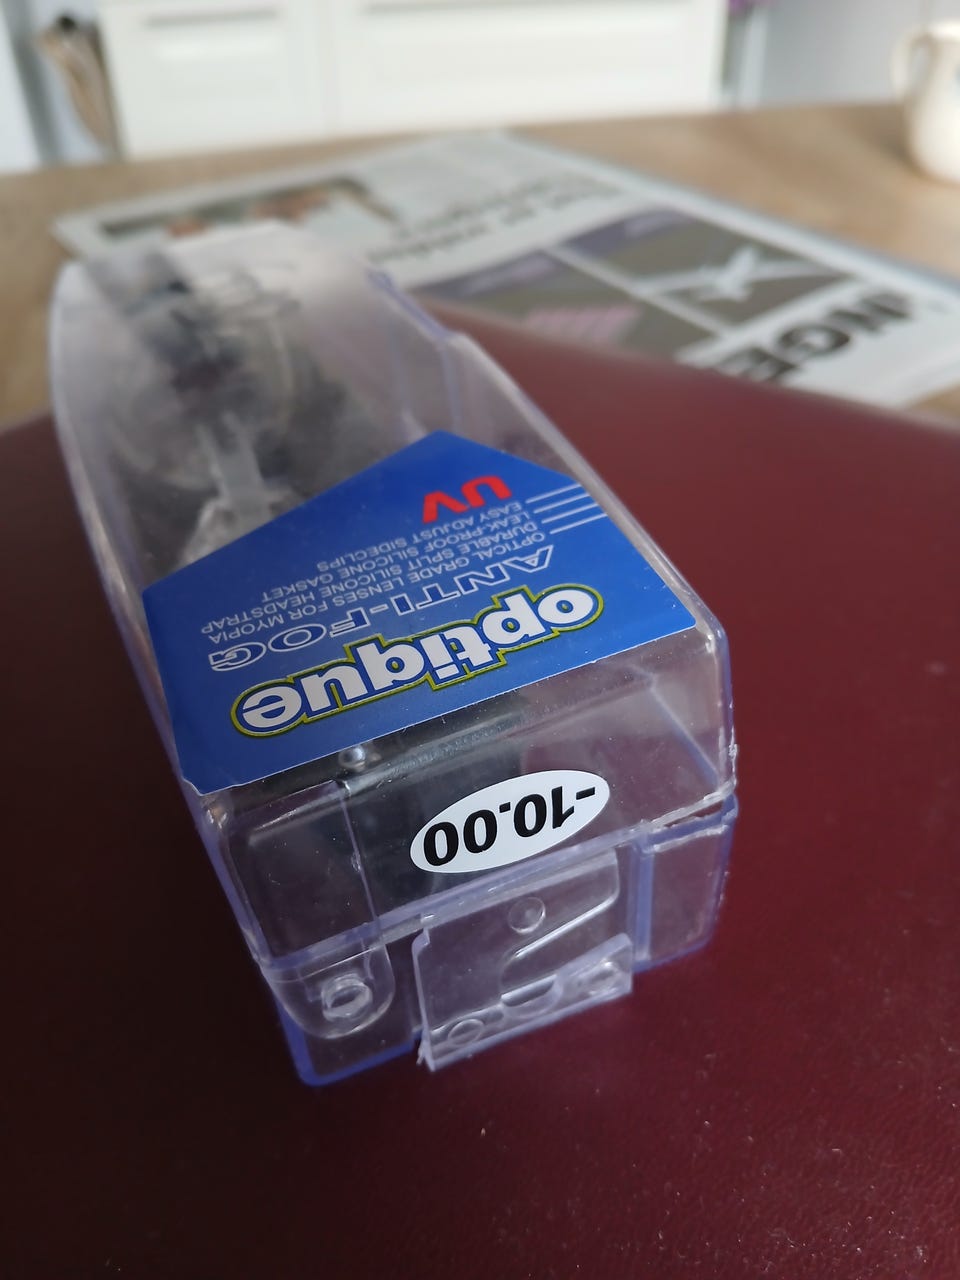 -10.00
optique
ANTI-FOG
OPTICAL GRADE LENSES FOR MYOPIA
DURABLE SPLIT SILICONE HEADSTRAP
LEAK-PROOF SILICONE GASKET
EASY ADJUST SIDECLIPS
UV